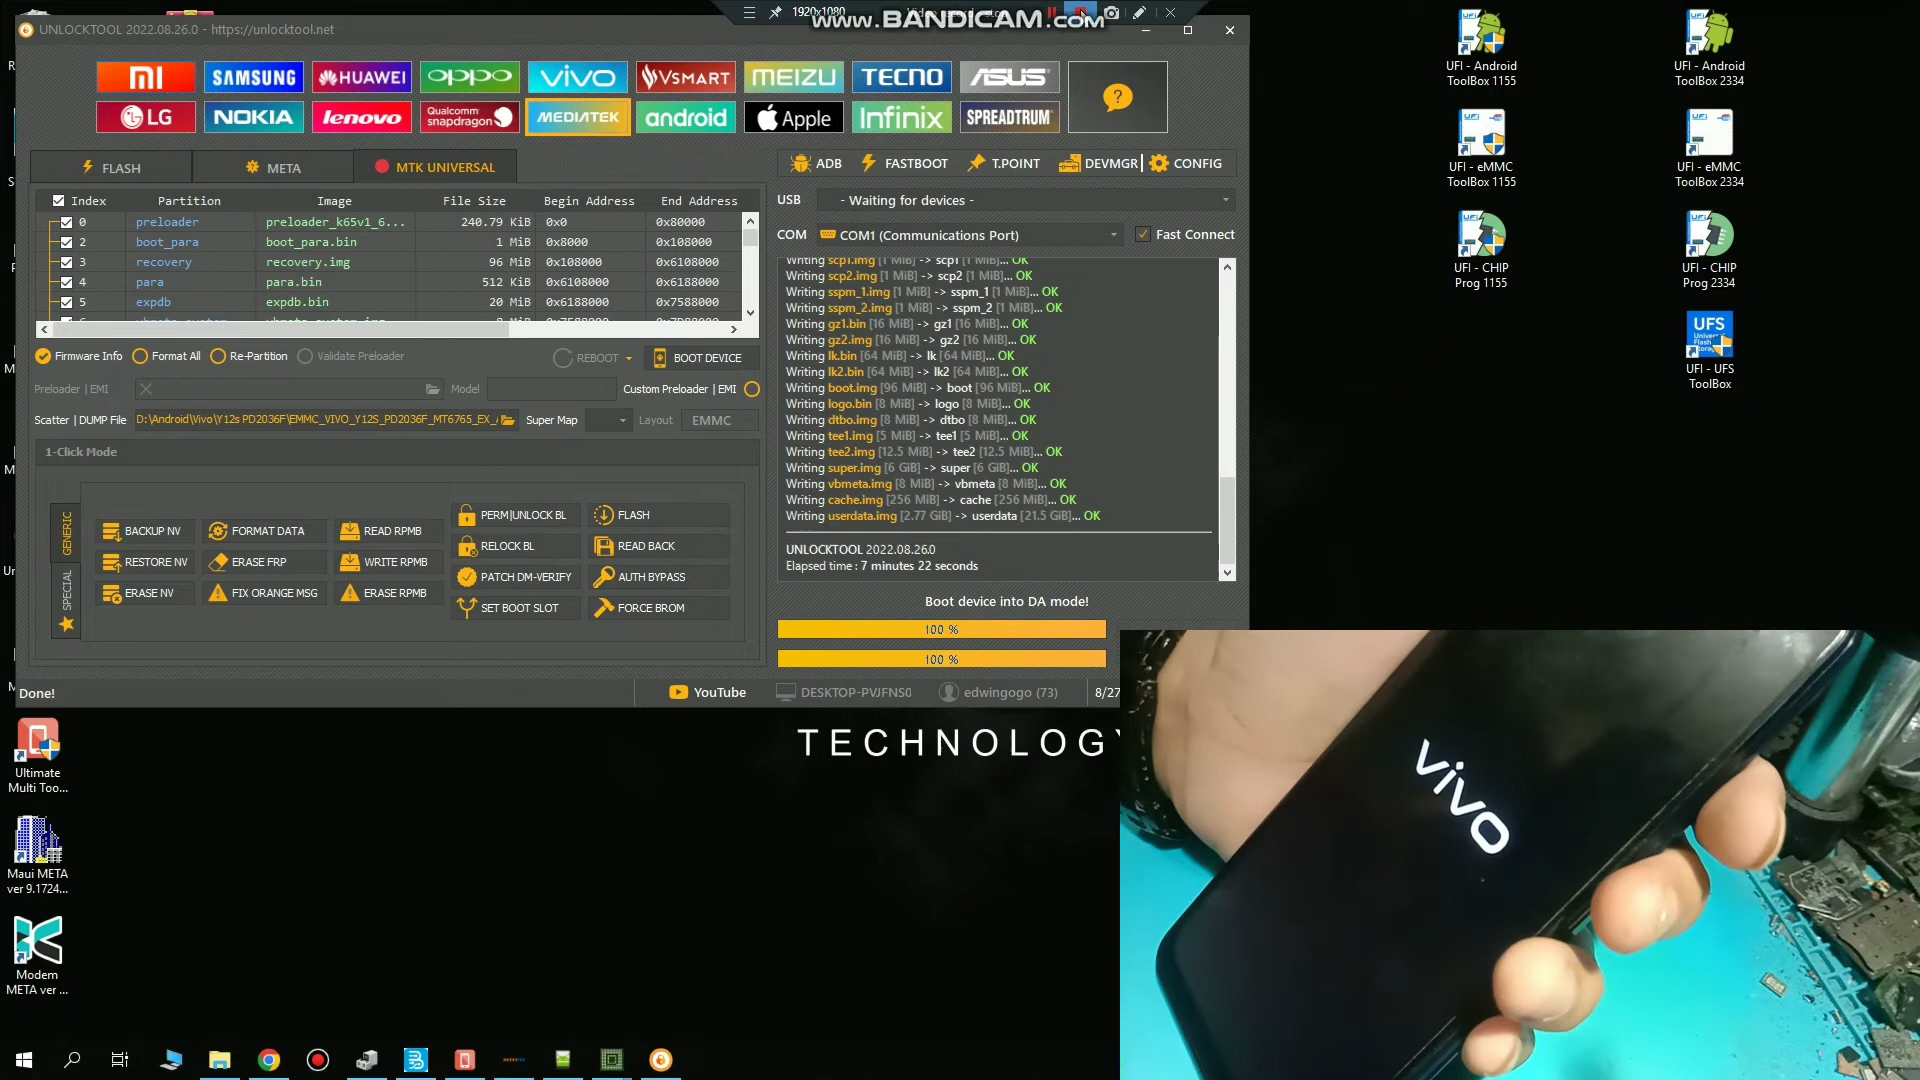 1920x1080
www.BANDICAM.com
UNLOCKTOOL 2022.08.26.0 - https://unlocktool.net
mi SAMSUNG HUAWEI oppo vivo VSMART MEIZU TECNO ASUS ?
LG NOKIA lenovo Qualcomm snapdragon MEDIATEK android Apple Infinix SPREADTRUM
FLASH META MTK UNIVERSAL
ADB FASTBOOT T.POINT DEVMGR CONFIG
Index Partition Image File Size Begin Address End Address
0 preloader preloader_k65v1_6... 240.79 KiB 0x0 0x80000
2 boot_para boot_para.bin 1 MiB 0x8000 0x108000
3 recovery recovery.img 96 MiB 0x108000 0x6108000
4 para para.bin 512 KiB 0x6108000 0x6188000
5 expdb expdb.bin 20 MiB 0x6188000 0x7588000
Firmware Info Format All Re-Partition Validate Preloader REBOOT BOOT DEVICE
Preloader | EMI Model Custom Preloader | EMI
Scatter | DUMP File D:\Android\Vivo\Y12s PD2036F\EMMC_VIVO_Y12S_PD2036F_MT6765_EX_ Super Map Layout EMMC
1-Click Mode
GENERIC
SPECIAL
BACKUP NV FORMAT DATA READ RPMB
RESTORE NV ERASE FRP WRITE RPMB
ERASE NV FIX ORANGE MSG ERASE RPMB
PERM|UNLOCK BL FLASH
RELOCK BL READ BACK
PATCH DM-VERIFY AUTH BYPASS
SET BOOT SLOT FORCE BROM
USB - Waiting for devices -
COM COM1 (Communications Port) Fast Connect
Writing scp1.img [1 MiB] -> scp1 [1 MiB]... OK
Writing scp2.img [1 MiB] -> scp2 [1 MiB]... OK
Writing sspm_1.img [1 MiB] -> sspm_1 [1 MiB]... OK
Writing sspm_2.img [1 MiB] -> sspm_2 [1 MiB]... OK
Writing gz1.bin [16 MiB] -> gz1 [16 MiB]... OK
Writing gz2.img [16 MiB] -> gz2 [16 MiB]... OK
Writing lk.bin [64 MiB] -> lk [64 MiB]... OK
Writing lk2.bin [64 MiB] -> lk2 [64 MiB]... OK
Writing boot.img [96 MiB] -> boot [96 MiB]... OK
Writing logo.bin [8 MiB] -> logo [8 MiB]... OK
Writing dtbo.img [8 MiB] -> dtbo [8 MiB]... OK
Writing tee1.img [5 MiB] -> tee1 [5 MiB]... OK
Writing tee2.img [12.5 MiB] -> tee2 [12.5 MiB]... OK
Writing super.img [6 GiB] -> super [6 GiB]... OK
Writing vbmeta.img [8 MiB] -> vbmeta [8 MiB]... OK
Writing cache.img [256 MiB] -> cache [256 MiB]... OK
Writing userdata.img [2.77 GiB] -> userdata [21.5 GiB]... OK
UNLOCKTOOL 2022.08.26.0
Elapsed time : 7 minutes 22 seconds
Boot device into DA mode!
100 %
100 %
Done! YouTube DESKTOP-PVJFNS0 edwingogo (73) 8/27
TECHNOLOGY
vivo
UFI - Android
ToolBox 1155
UFI - Android
ToolBox 2334
UFI - eMMC
ToolBox 1155
UFI - eMMC
ToolBox 2334
UFI - CHIP
Prog 1155
UFI - CHIP
Prog 2334
UFS
UFI - UFS
ToolBox
Ultimate
Multi Too...
Maui META
ver 9.1724...
Modem
META ver ...